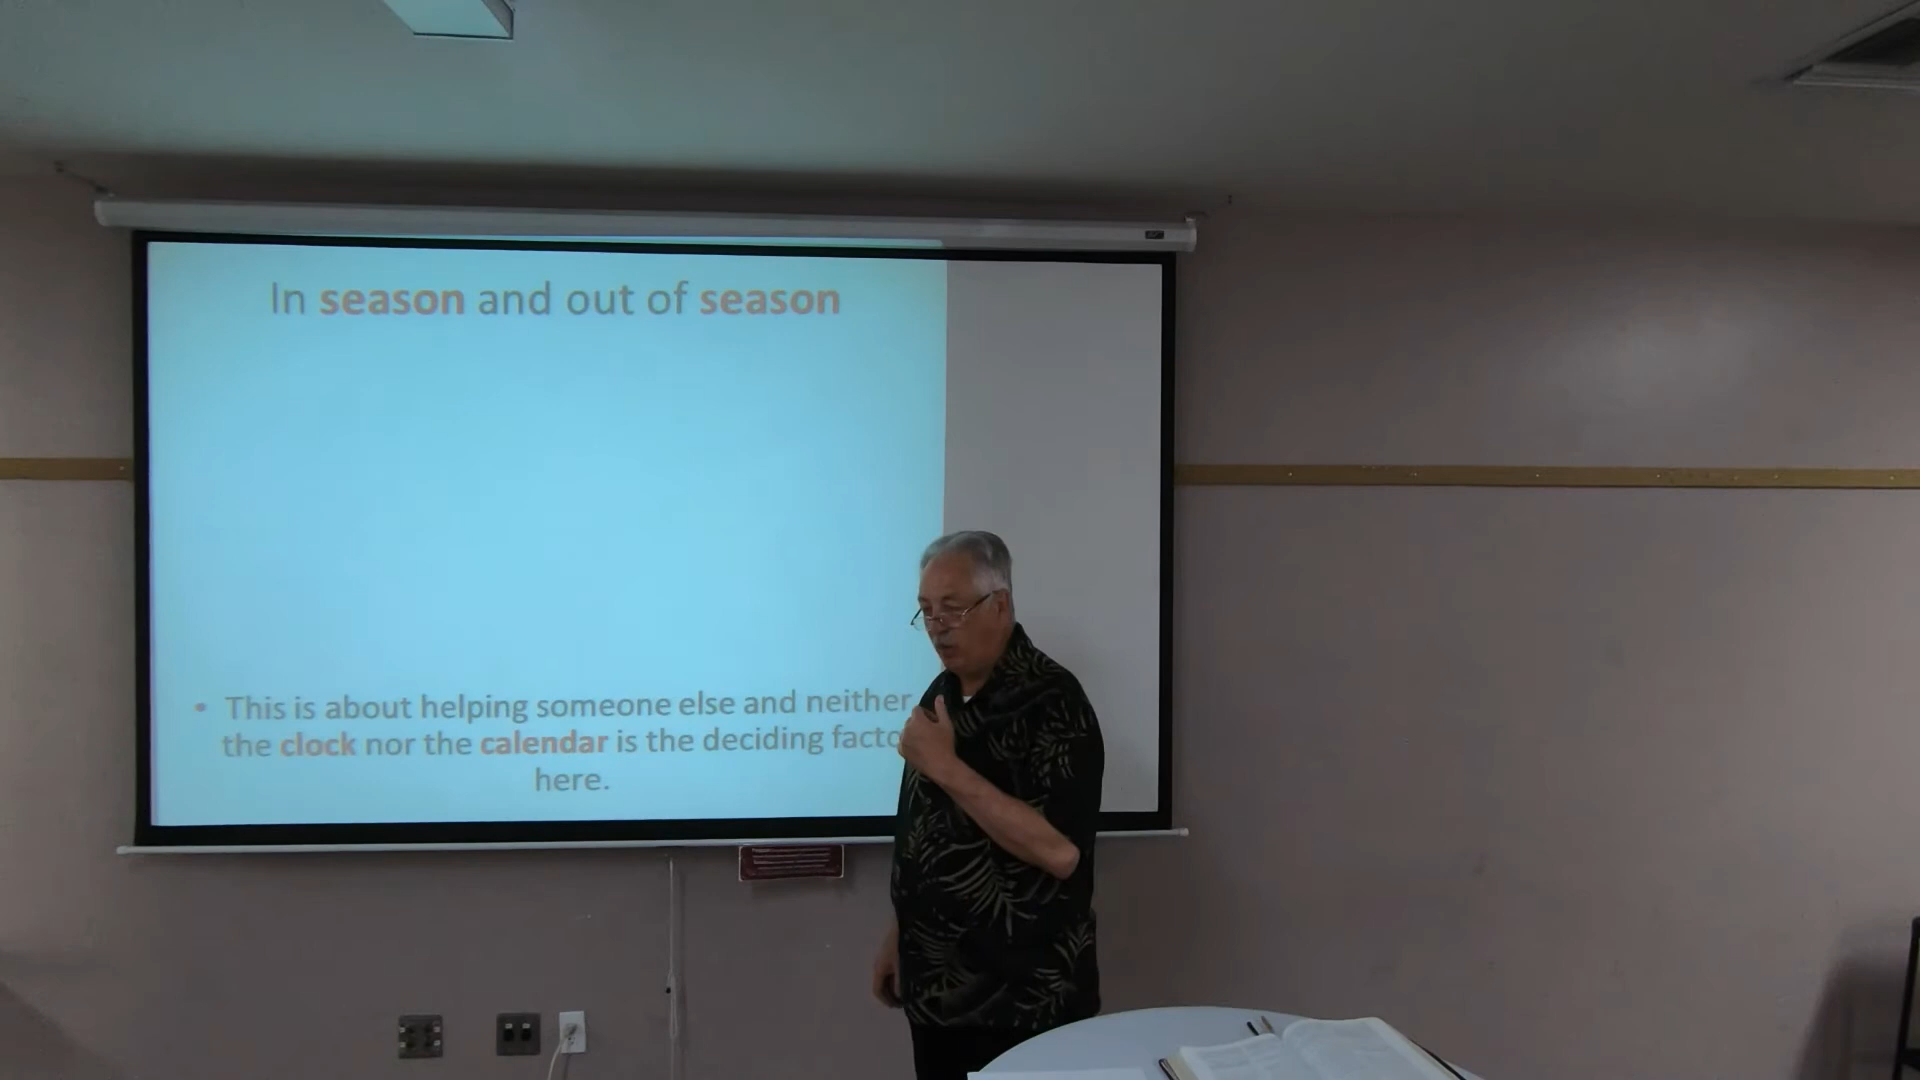 In season and out of season
• This is about helping someone else and neither
the clock nor the calendar is the deciding facto
here.